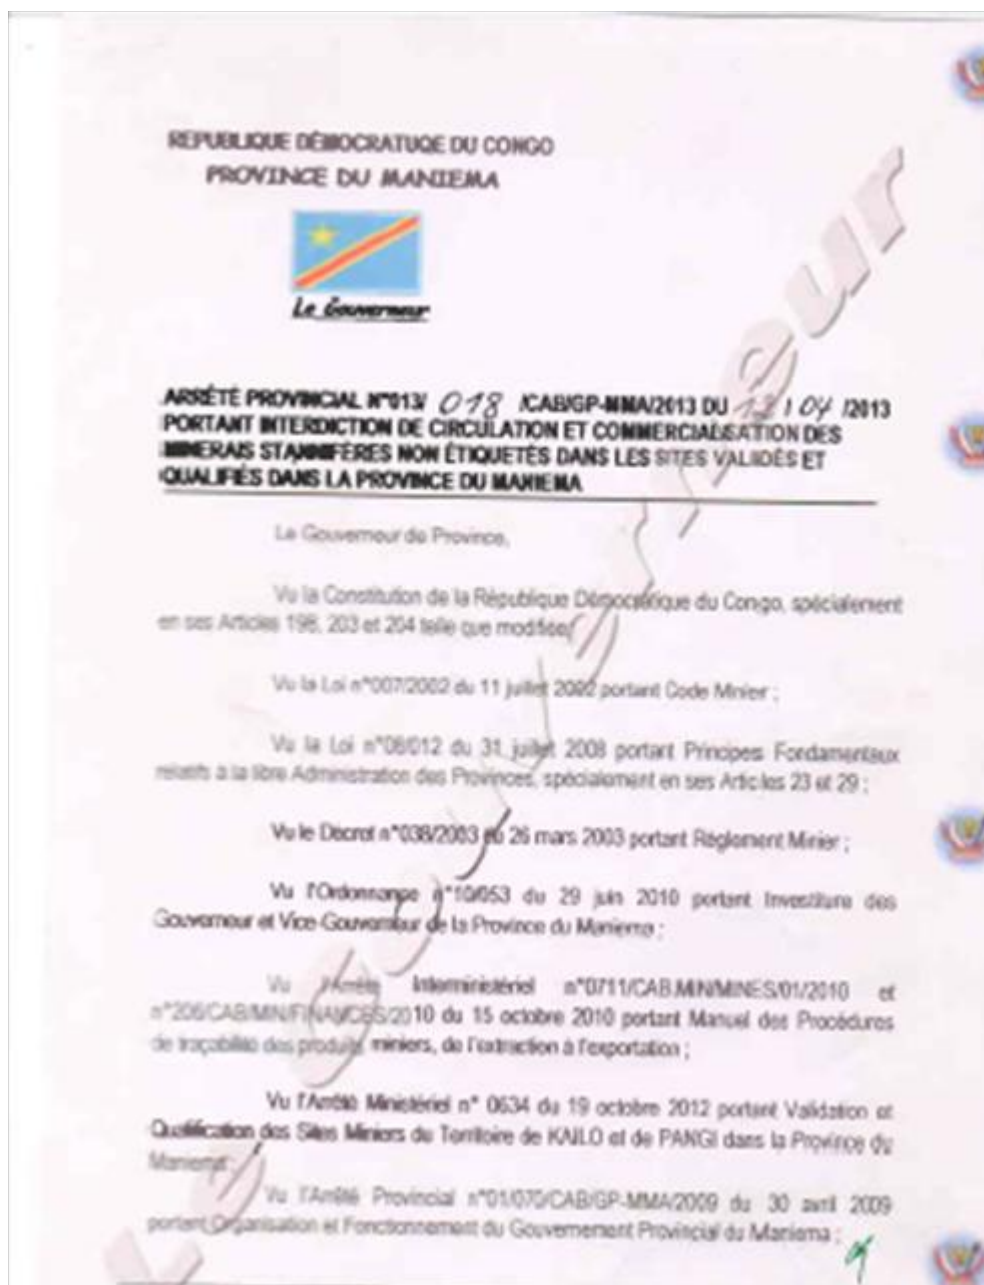 REPUBLIQUE DÉMOCRATUQE DU CONGO
PROVINCE DU MANIEMA
Le Gouverneur
ARRÊTÉ PROVINCIAL N°013/ 018 /CAB/GP-MMA/2013 DU 13 / 04 /2013
PORTANT INTERDICTION DE CIRCULATION ET COMMERCIALISATION DES
MINERAIS STANNIFÈRES NON ÉTIQUETÉS DANS LES SITES VALIDÉS ET
QUALIFIÉS DANS LA PROVINCE DU MANIEMA
Le Gouverneur de Province,
Vu la Constitution de la République Démocratique du Congo, spécialement
en ses Articles 198, 203 et 204 telle que modifiée;
Vu la Loi n°007/2002 du 11 juillet 2002 portant Code Minier ;
Vu la Loi n°08/012 du 31 juillet 2008 portant Principes Fondamentaux
relatifs à la libre Administration des Provinces, spécialement en ses Articles 23 et 29 ;
Vu le Décret n°038/2003 du 26 mars 2003 portant Règlement Minier ;
Vu l'Ordonnance n°10/053 du 29 juin 2010 portant Investiture des
Gouverneur et Vice-Gouverneur de la Province du Maniema ;
Vu l'Arrêté Interministériel n°0711/CAB.MIN/MINES/01/2010 et
n°206/CAB/MIN/FINANCES/2010 du 15 octobre 2010 portant Manuel des Procédures
de traçabilité des produits miniers, de l'extraction à l'exportation ;
Vu l'Arrêté Ministériel n° 0634 du 19 octobre 2012 portant Validation et
Qualification des Sites Miniers du Territoire de KAILO et de PANGI dans la Province du
Maniema ;
Vu l'Arrêté Provincial n°01/070/CAB/GP-MMA/2009 du 30 avril 2009
portant Organisation et Fonctionnement du Gouvernement Provincial du Maniema ;
Le Gouverneur